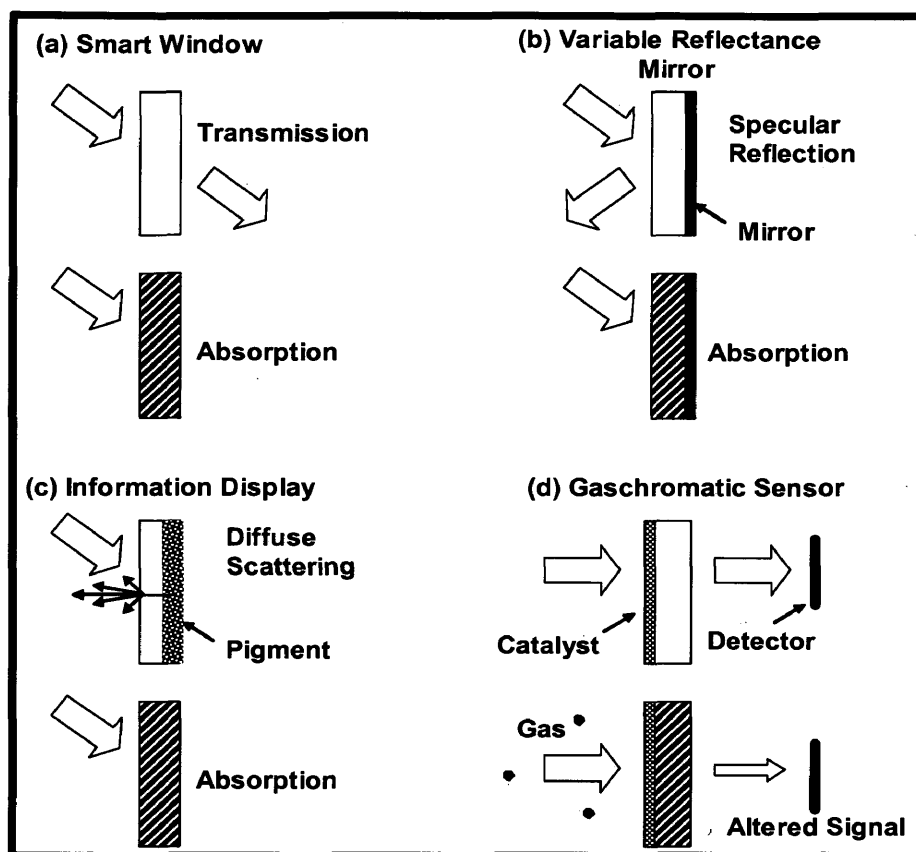 (a) Smart Window
Transmission
Absorption
(b) Variable Reflectance
Mirror
Specular
Reflection
Mirror
Absorption
(c) Information Display
Diffuse
Scattering
Pigment
Absorption
(d) Gaschromatic Sensor
Catalyst
Detector
Gas
Altered Signal